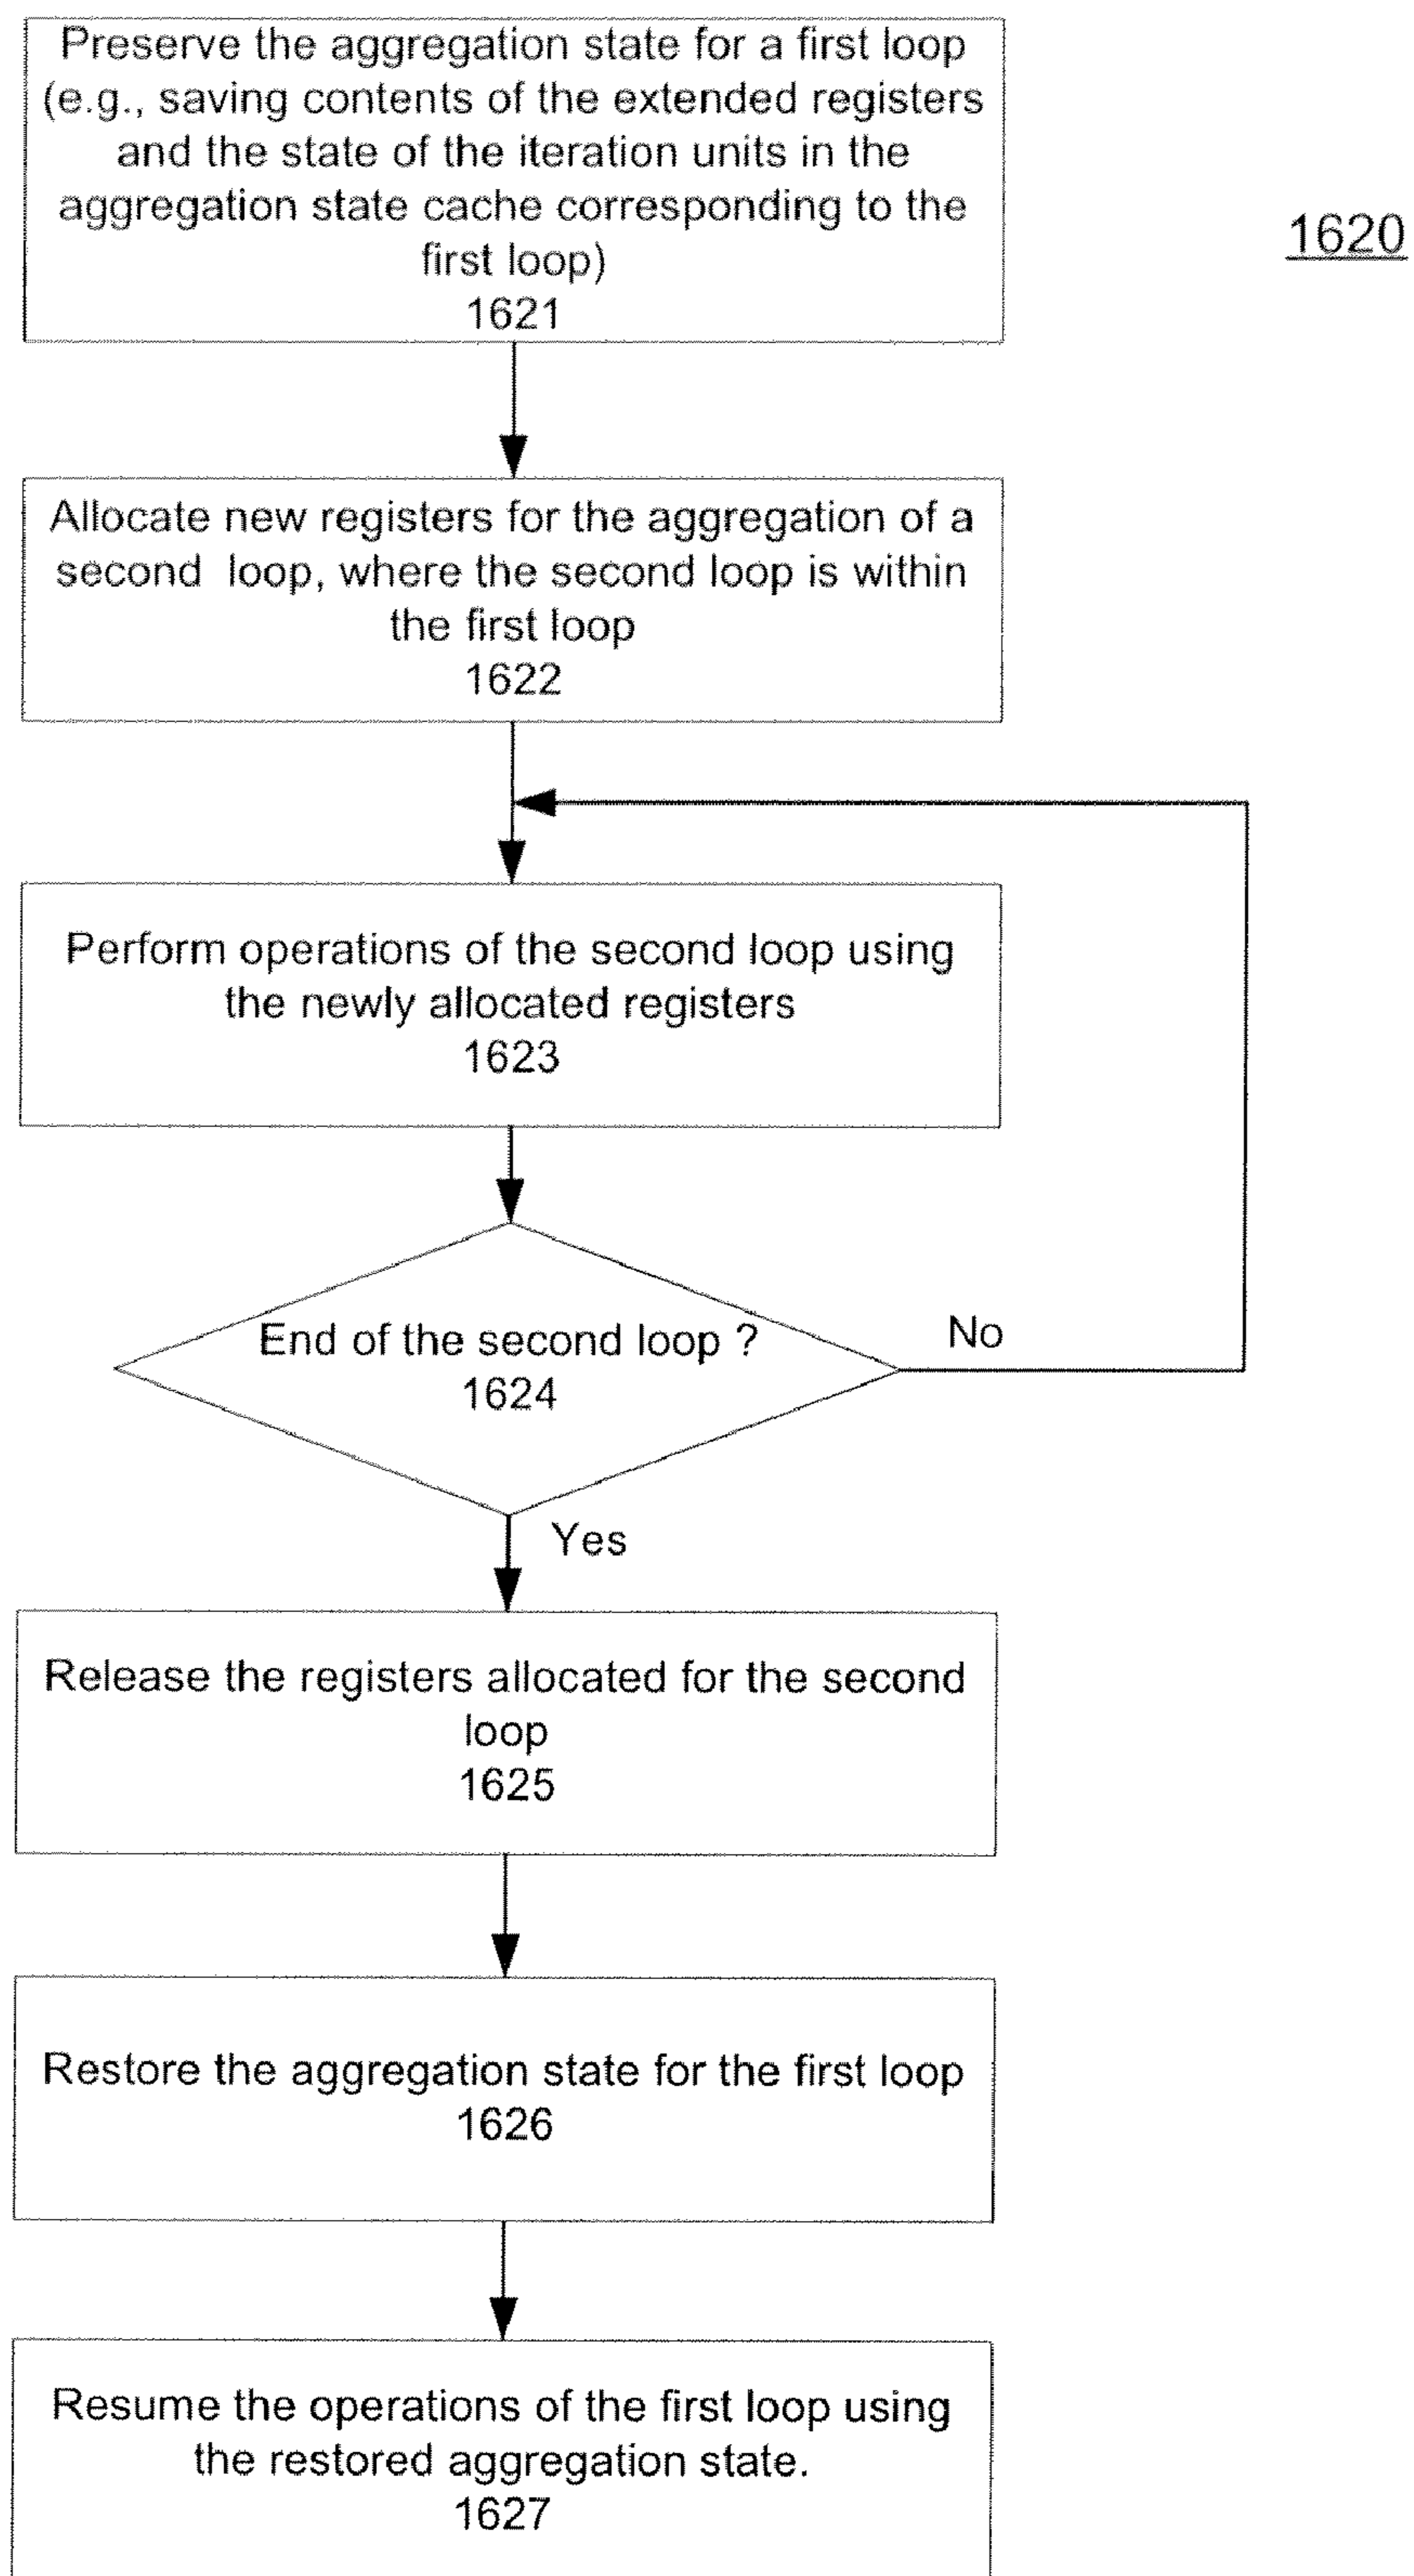 Preserve the aggregation state for a first loop
(e.g., saving contents of the extended registers
and the state of the iteration units in the
aggregation state cache corresponding to the
first loop)
1621
1620
Allocate new registers for the aggregation of a
second loop, where the second loop is within
the first loop
1622
Perform operations of the second loop using
the newly allocated registers
1623
End of the second loop ?
1624
No
Yes
Release the registers allocated for the second
loop
1625
Restore the aggregation state for the first loop
1626
Resume the operations of the first loop using
the restored aggregation state.
1627